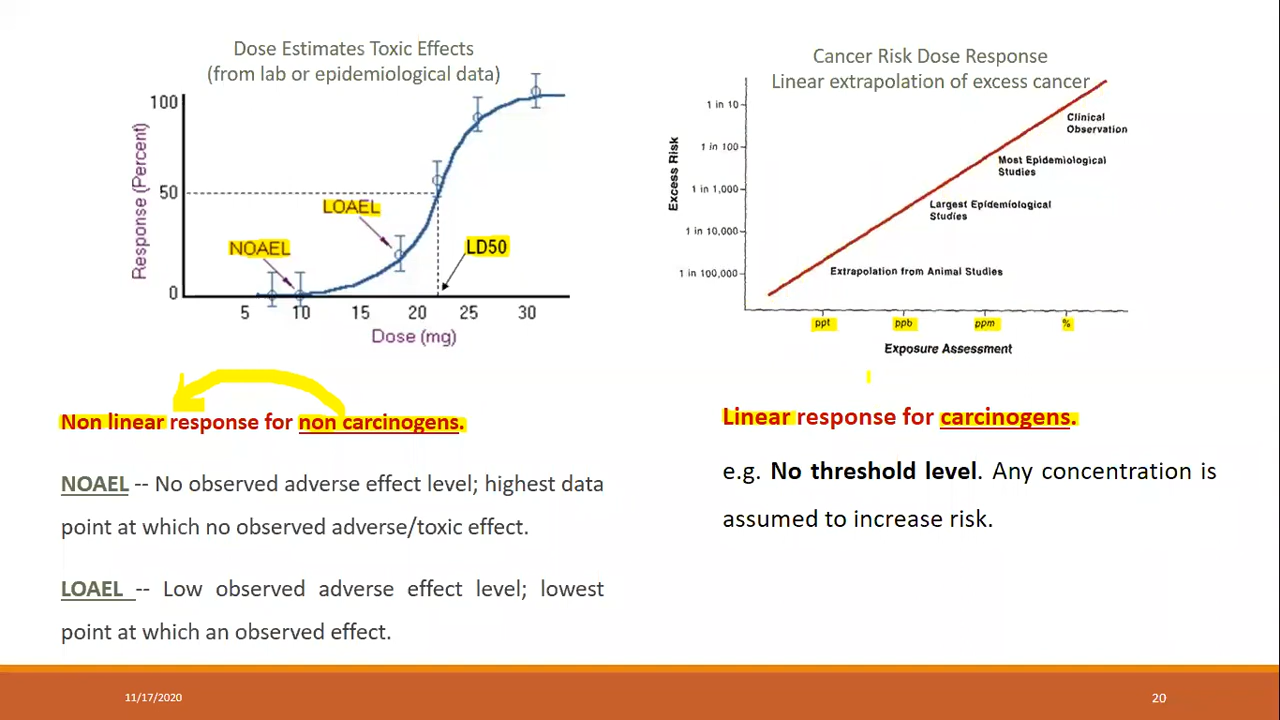 Dose Estimates Toxic Effects
(from lab or epidemiological data)
Response (Percent)
100
50
0
NOAEL
LOAEL
LD50
5 10 15 20 25 30
Dose (mg)
Cancer Risk Dose Response
Linear extrapolation of excess cancer
Excess Risk
1 in 10
1 in 100
1 in 1,000
1 in 10,000
1 in 100,000
Clinical
Observation
Most Epidemiological
Studies
Largest Epidemiological
Studies
Extrapolation from Animal Studies
ppt ppb ppm %
Exposure Assessment
Non linear response for non carcinogens.
NOAEL -- No observed adverse effect level; highest data
point at which no observed adverse/toxic effect.
LOAEL -- Low observed adverse effect level; lowest
point at which an observed effect.
Linear response for carcinogens.
e.g. No threshold level. Any concentration is
assumed to increase risk.
11/17/2020
20